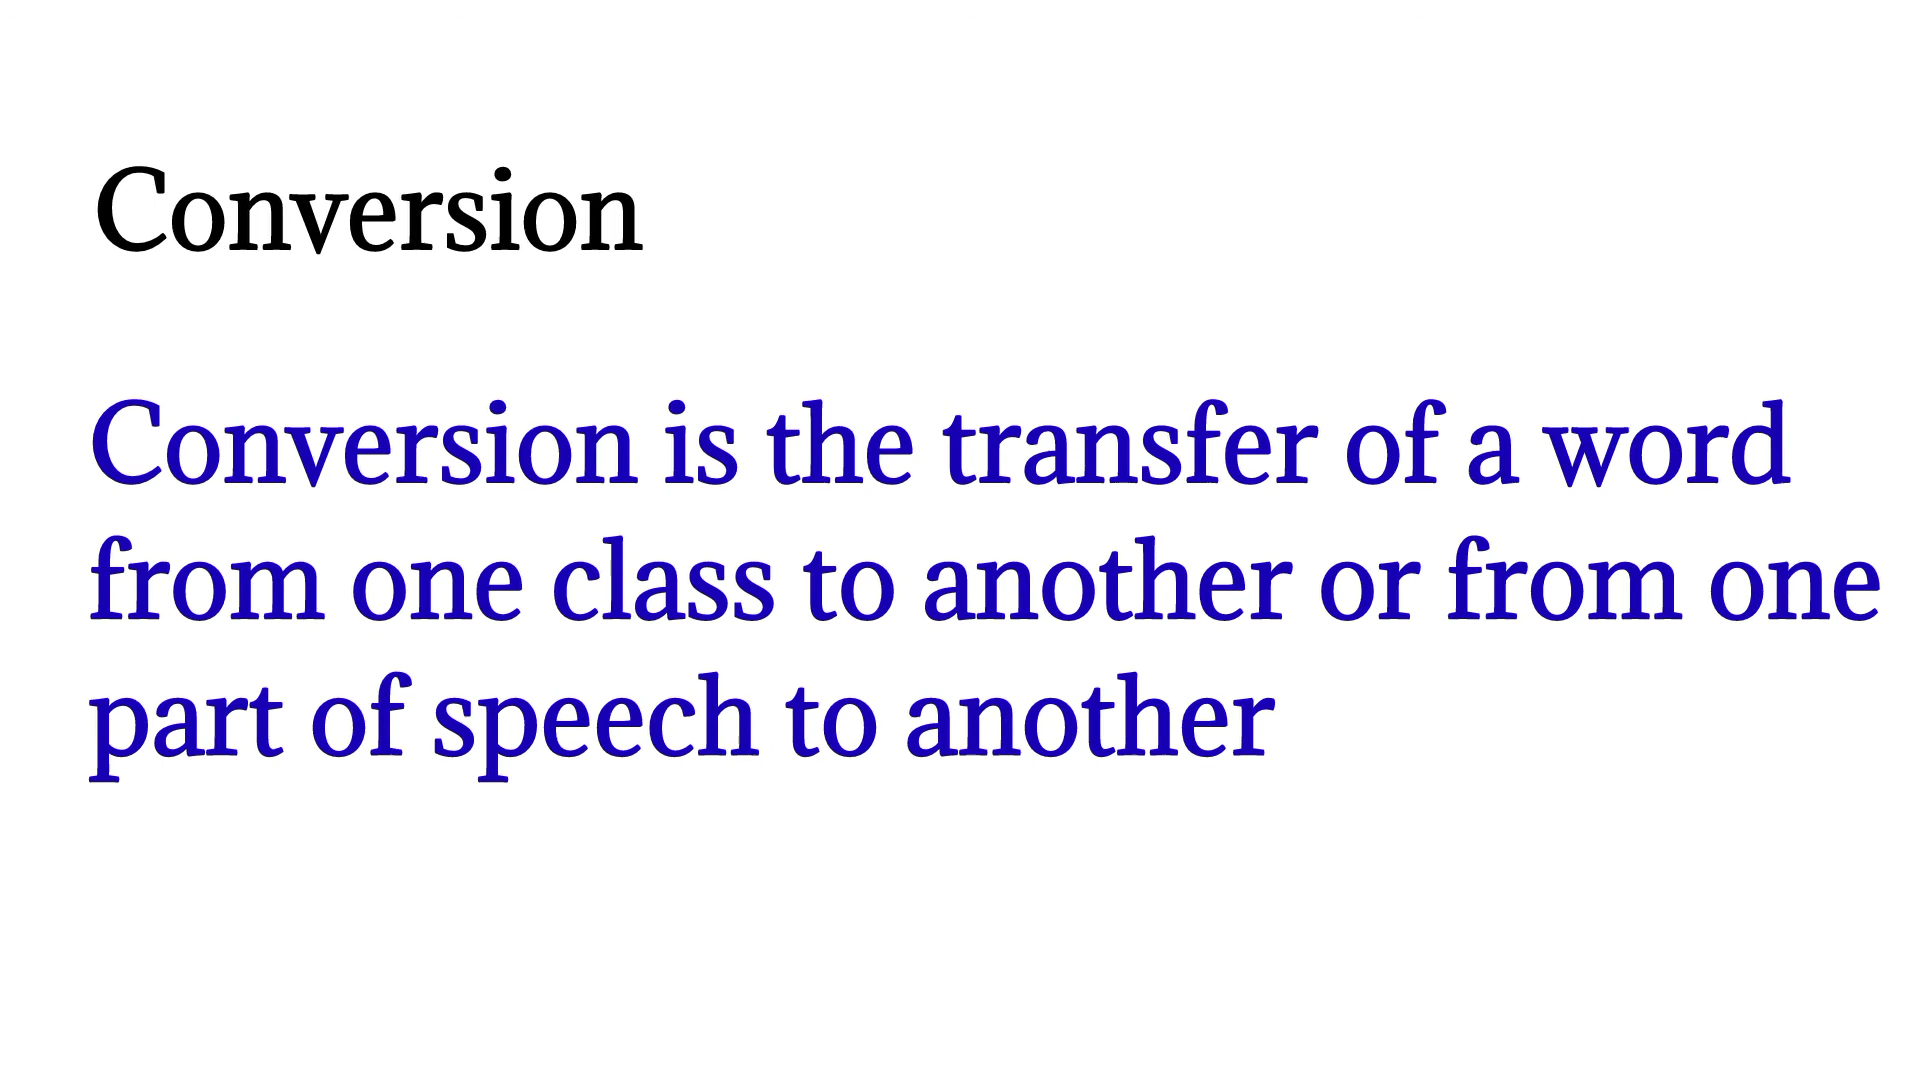 Conversion
Conversion is the transfer of a word
from one class to another or from one
part of speech to another